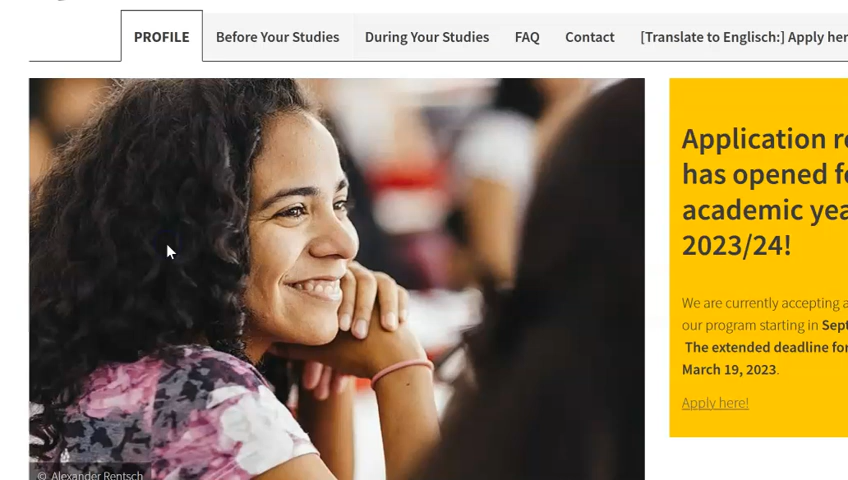 PROFILE Before Your Studies During Your Studies FAQ Contact [Translate to Englisch:] Apply her
Application r
has opened f
academic yea
2023/24!
We are currently accepting a
our program starting in Sept
The extended deadline for
March 19, 2023.
Apply here!
© Alexander Rentsch